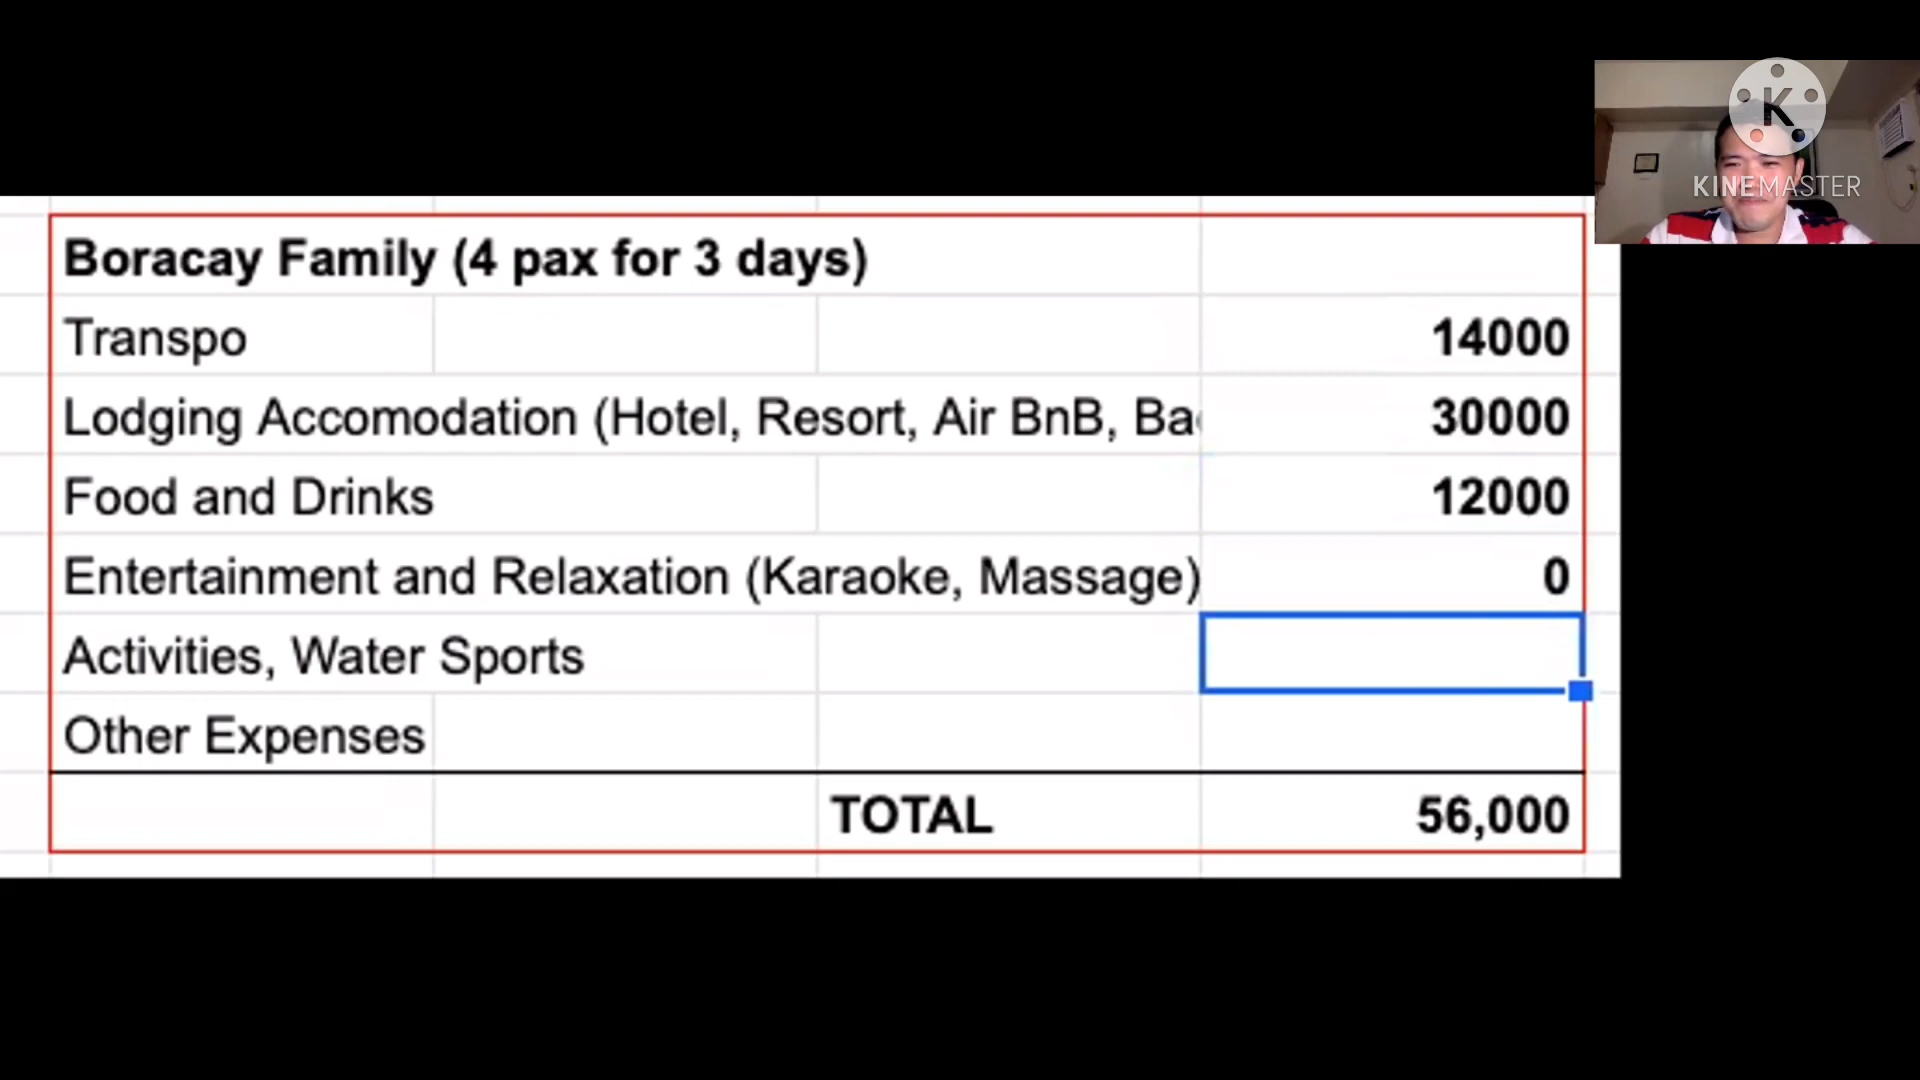 K
KINEMASTER
Boracay Family (4 pax for 3 days)
Transpo 14000
Lodging Accomodation (Hotel, Resort, Air BnB, 30000
Food and Drinks 12000
Entertainment and Relaxation (Karaoke, Massage) 0
Activities, Water Sports
Other Expenses
TOTAL 56,000